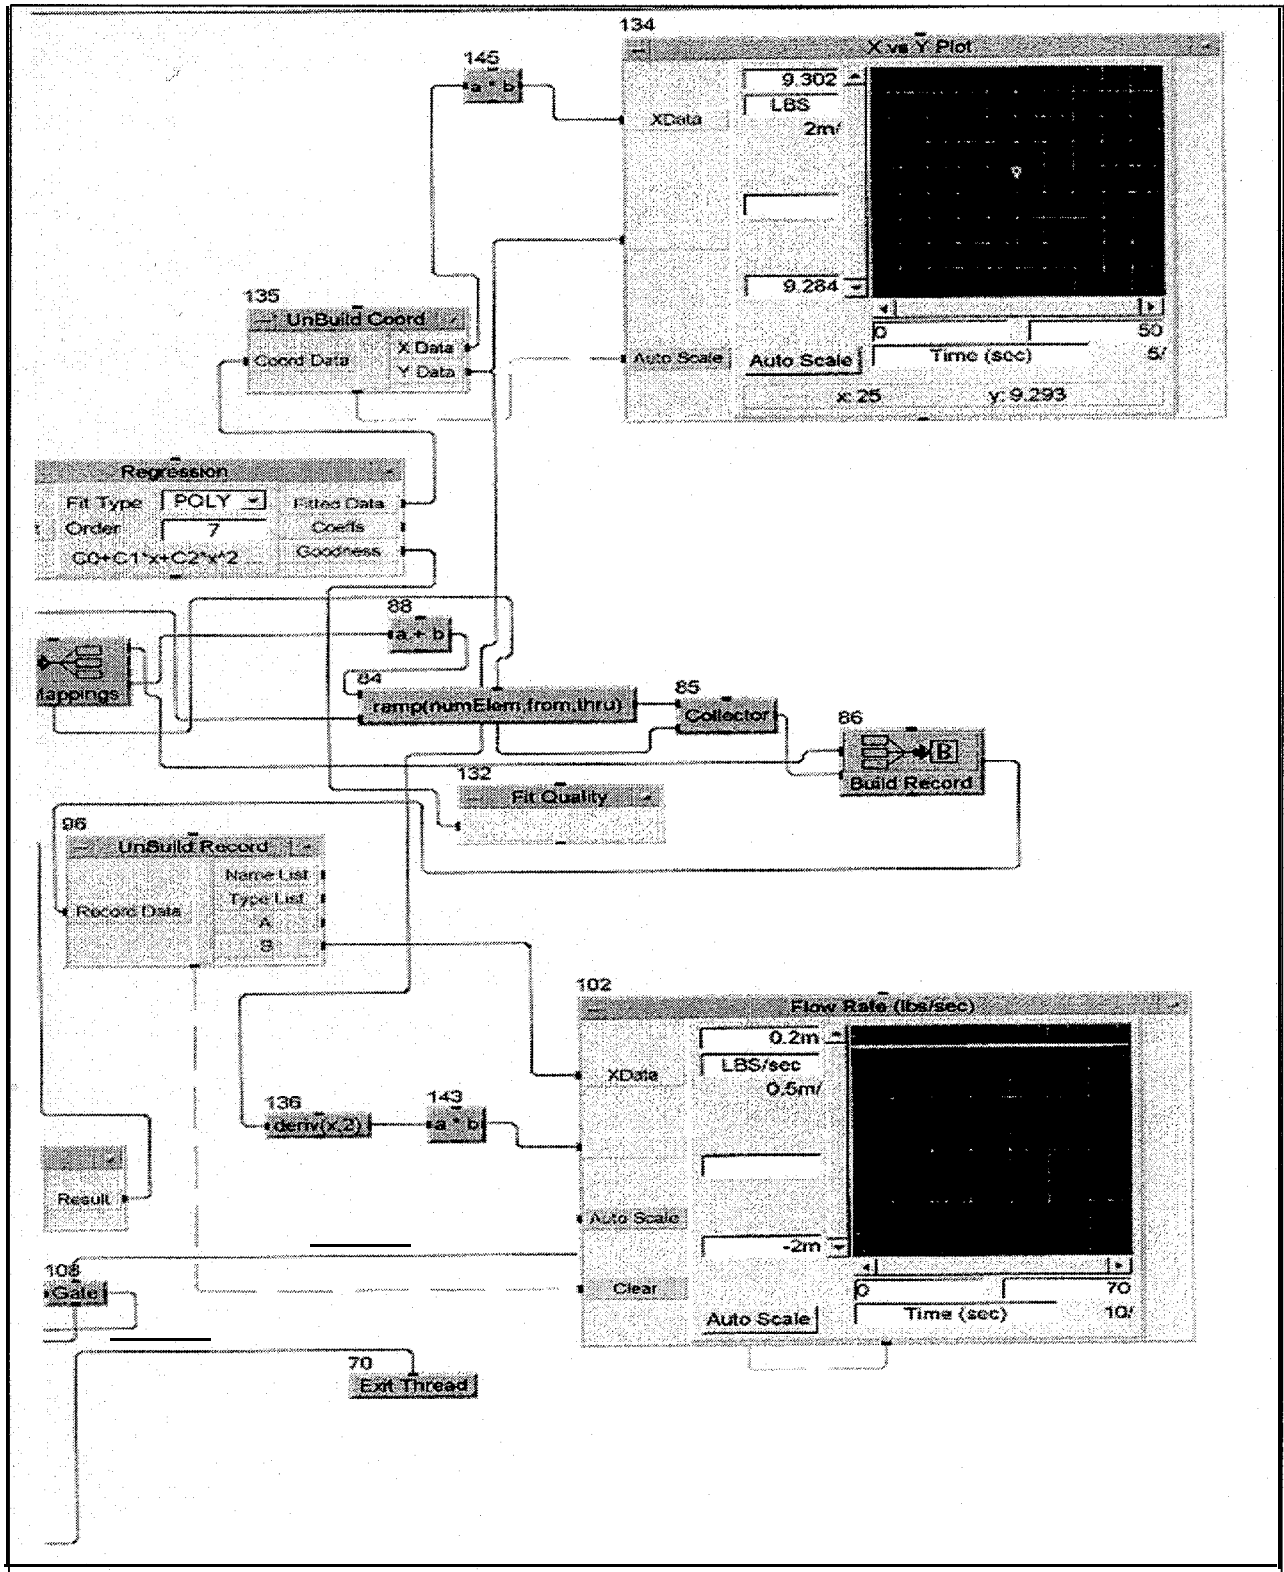 134
X vs Y Plot
145
a * b
9.302
LBS
2m/
XData
9.284
0
50
Auto Scale
Auto Scale
Time (sec)
5/
x: 25
y: 9.293
135
UnBuild Coord
X Data
Coord Data
Y Data
Regression
Fit Type
POLY
Fitted Data
Order
7
Coeffs
C0+C1*x+C2*x^2 ...
Goodness
88
a + b
84
ramp(numElem,from,thru)
85
Collector
86
B
Build Record
132
Fit Quality
96
UnBuild Record
Name List
Type List
Record Data
A
B
102
Flow Rate (lbs/sec)
0.2m
LBS/sec
XData
0.5m/
136
deriv(x,2)
143
a * b
Result
Auto Scale
-2m
108
Gate
Clear
0
70
Auto Scale
Time (sec)
10/
70
Exit Thread